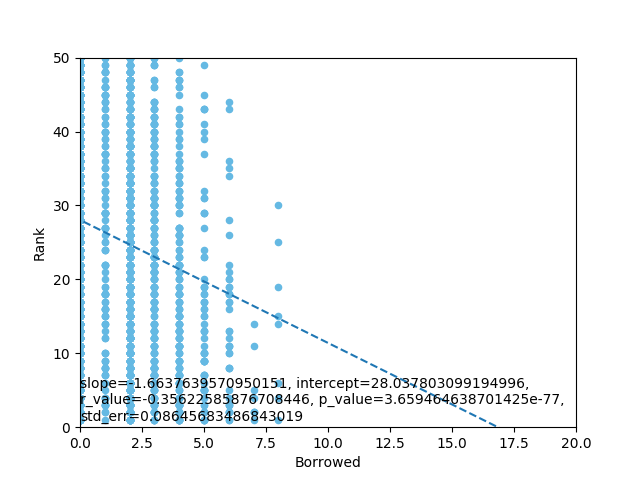 50
40
30
20
10
0
Rank
slope=-1.6637639570950151, intercept=28.037803099194996,
r_value=-0.35622585876708446, p_value=3.659464638701425e-77,
std_err=0.08645683486843019
0.0 2.5 5.0 7.5 10.0 12.5 15.0 17.5 20.0
Borrowed